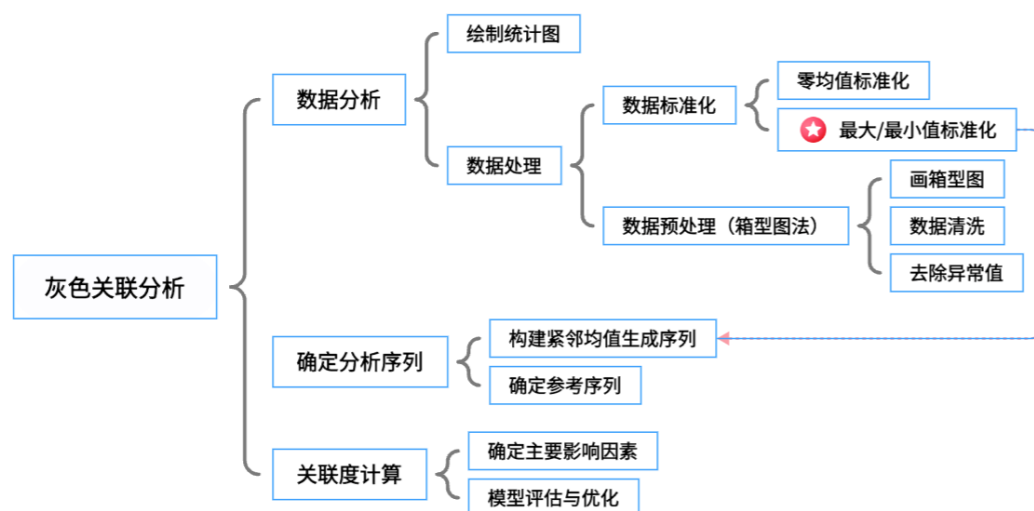 绘制统计图
数据分析
零均值标准化
数据标准化
最大/最小值标准化
数据处理
画箱型图
数据预处理（箱型图法）
数据清洗
去除异常值
灰色关联分析
构建紧邻均值生成序列
确定分析序列
确定参考序列
确定主要影响因素
关联度计算
模型评估与优化